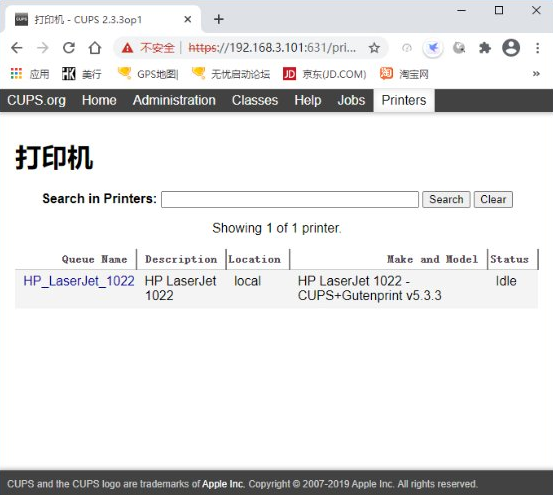 打印机 - CUPS 2.3.3op1
不安全 https://192.168.3.101:631/pri...
应用 美行 GPS地图| 无忧启动论坛 京东(JD.COM) 淘宝网
CUPS.org Home Administration Classes Help Jobs Printers
打印机
Search in Printers: Search Clear
Showing 1 of 1 printer.
Queue Name Description Location Make and Model Status
HP_LaserJet_1022 HP LaserJet local HP LaserJet 1022 - Idle
1022 CUPS+Gutenprint v5.3.3
CUPS and the CUPS logo are trademarks of Apple Inc. Copyright © 2007-2019 Apple Inc. All rights reserved.